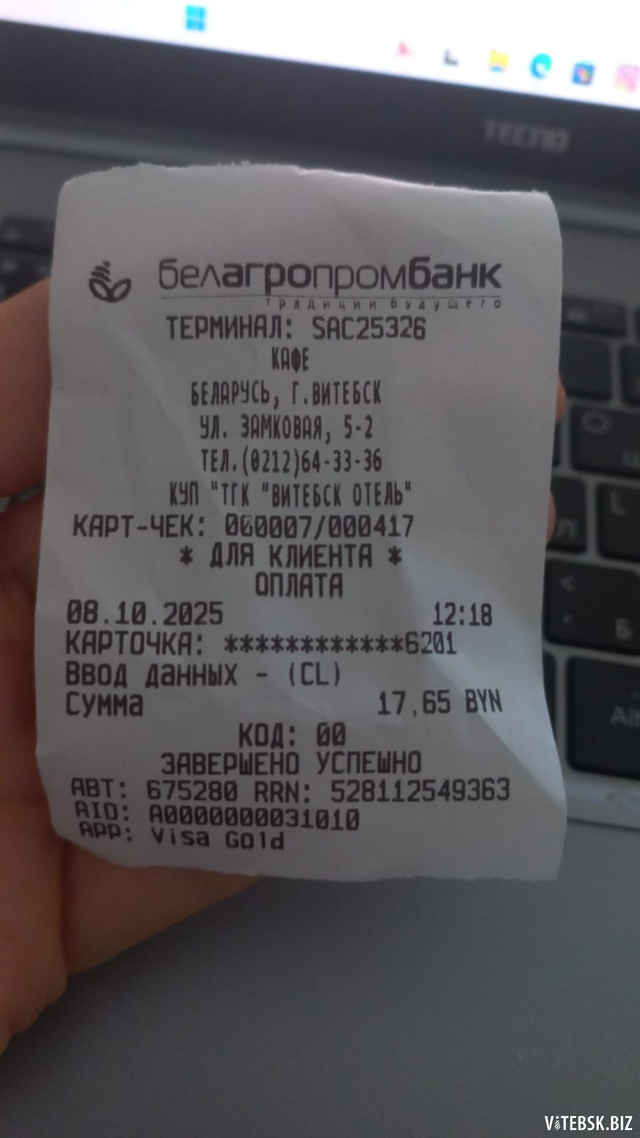 TECNO
белагропромбанк
традиции будущего
ТЕРМИНАЛ: SAC25326
КАФЕ
БЕЛАРУСЬ, Г.ВИТЕБСК
УЛ. ЗАМКОВАЯ, 5-2
ТЕЛ.(0212)64-33-36
КУП "ТГК "ВИТЕБСК ОТЕЛЬ"
КАРТ-ЧЕК: 000007/000417
* ДЛЯ КЛИЕНТА *
ОПЛАТА
08.10.2025 12:18
КАРТОЧКА: ************6201
Ввод данных - (CL)
Сумма 17,65 BYN
КОД: 00
ЗАВЕРШЕНО УСПЕШНО
АВТ: 675280 RRN: 528112549363
AID: A0000000031010
APP: Visa Gold
Alt
VITEBSK.BIZ